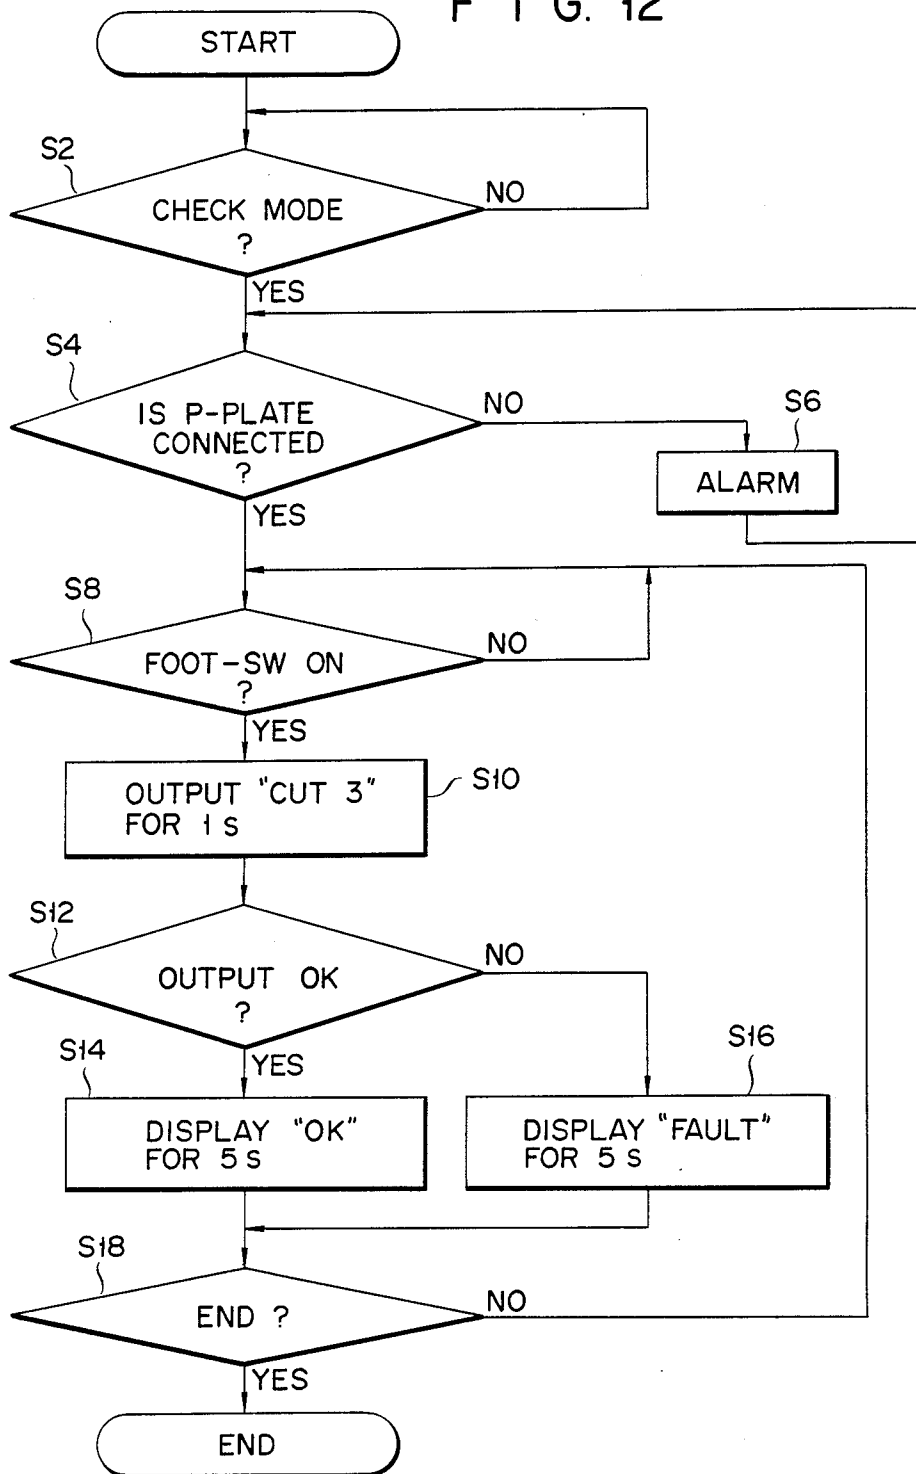 F I G. 12
START
S2
CHECK MODE
?
NO
YES
S4
IS P-PLATE
CONNECTED
?
NO
YES
S6
ALARM
S8
FOOT-SW ON
?
NO
YES
OUTPUT "CUT 3"
FOR 1 S
S10
S12
OUTPUT OK
?
NO
YES
S14
DISPLAY "OK"
FOR 5 S
S16
DISPLAY "FAULT"
FOR 5 S
S18
END ?
NO
YES
END